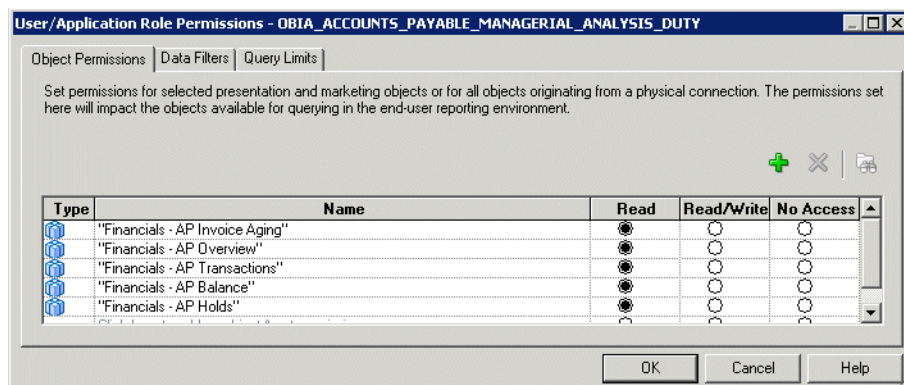 User/Application Role Permissions - OBIA_ACCOUNTS_PAYABLE_MANAGERIAL_ANALYSIS_DUTY
Object Permissions Data Filters Query Limits
Set permissions for selected presentation and marketing objects or for all objects originating from a physical connection. The permissions set
here will impact the objects available for querying in the end-user reporting environment.
Type Name Read Read/Write No Access
"Financials - AP Invoice Aging"
"Financials - AP Overview"
"Financials - AP Transactions"
"Financials - AP Balance"
"Financials - AP Holds"
OK Cancel Help